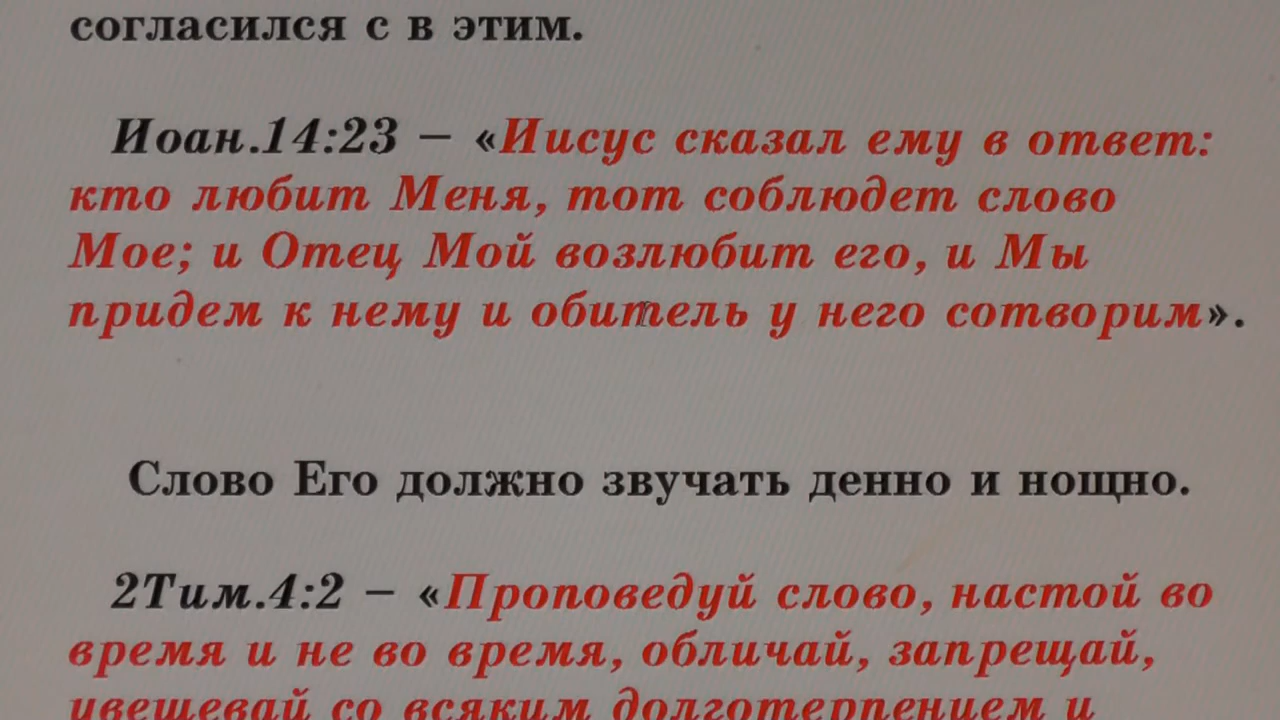 согласился с в этим.
Иоан.14:23 – «Иисус сказал ему в ответ:
кто любит Меня, тот соблюдет слово
Мое; и Отец Мой возлюбит его, и Мы
придем к нему и обитель у него сотворим».
Слово Его должно звучать денно и нощно.
2Тим.4:2 – «Проповедуй слово, настой во
время и не во время, обличай, запрещай,
увещевай со всяким долготерпением и